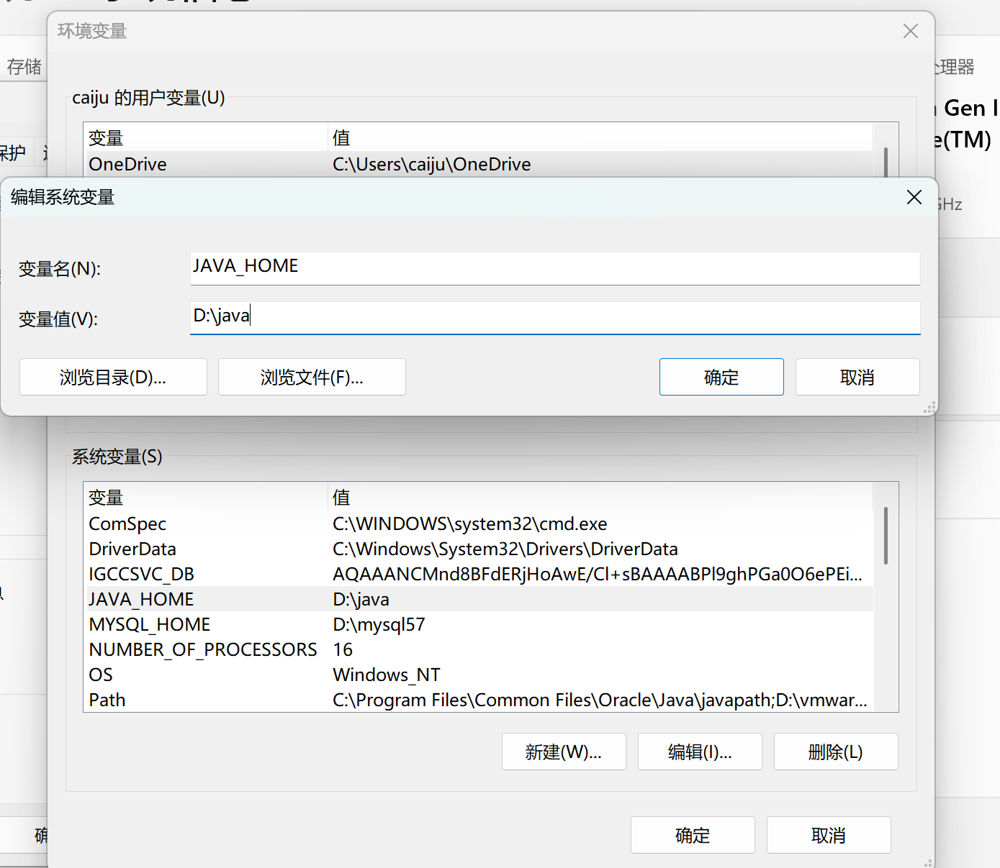 环境变量
存储
处理器
caiju 的用户变量(U)
Gen I
变量 值
e(TM)
保护
OneDrive C:\Users\caiju\OneDrive
编辑系统变量
GHz
变量名(N): JAVA_HOME
变量值(V): D:\java
浏览目录(D)... 浏览文件(F)... 确定 取消
系统变量(S)
变量 值
ComSpec C:\WINDOWS\system32\cmd.exe
DriverData C:\Windows\System32\Drivers\DriverData
IGCCSVC_DB AQAAANCMnd8BFdERjHoAwE/Cl+sBAAAABPl9ghPGa0O6ePEi...
JAVA_HOME D:\java
MYSQL_HOME D:\mysql57
NUMBER_OF_PROCESSORS 16
OS Windows_NT
Path C:\Program Files\Common Files\Oracle\Java\javapath;D:\vmwar...
新建(W)... 编辑(I)... 删除(L)
确定 取消